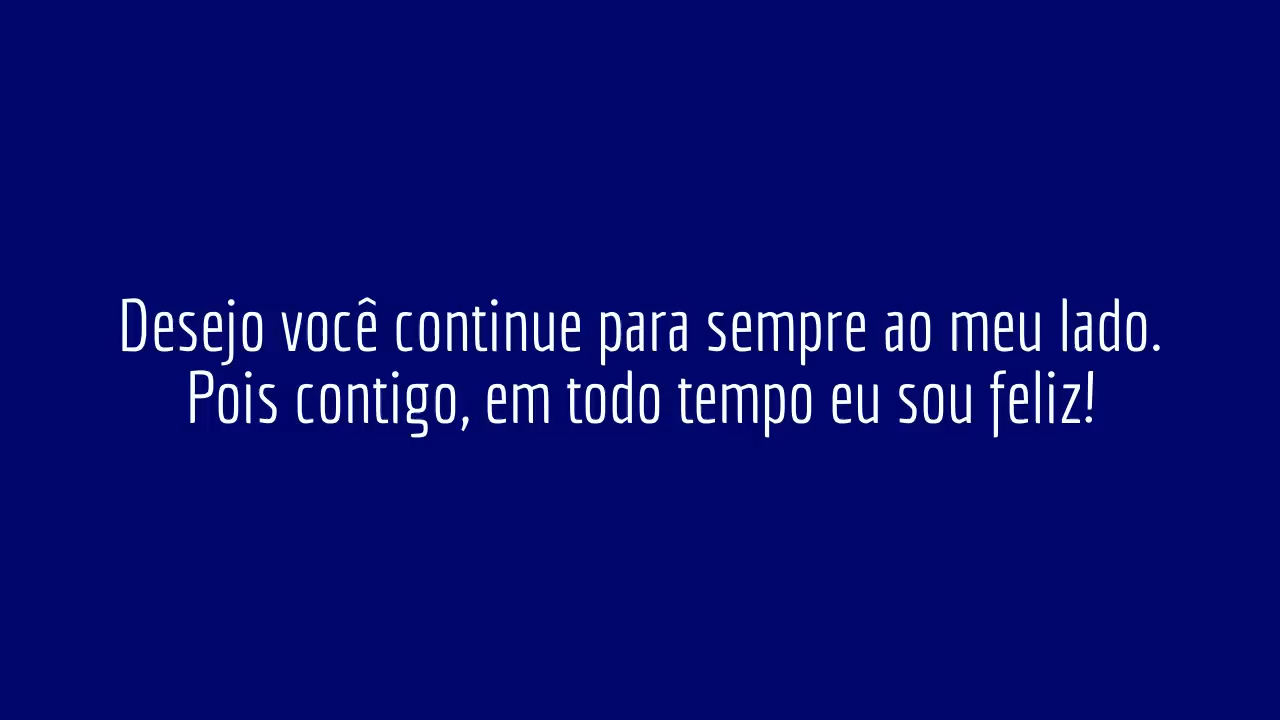 Desejo você continue para sempre ao meu lado.
Pois contigo, em todo tempo eu sou feliz!